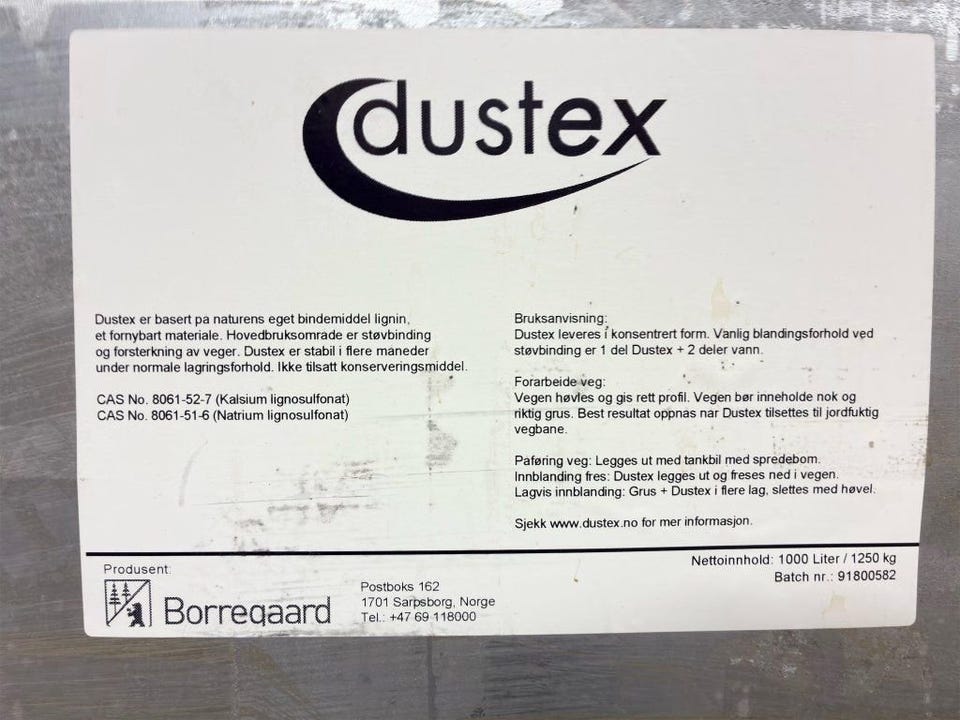 dustex
Dustex er basert pa naturens eget bindemiddel lignin,
et fornybart materiale. Hovedbruksomrade er støvbinding
og forsterkning av veger. Dustex er stabil i flere maneder
under normale lagringsforhold. Ikke tilsatt konserveringsmiddel.
CAS No. 8061-52-7 (Kalsium lignosulfonat)
CAS No. 8061-51-6 (Natrium lignosulfonat)
Bruksanvisning:
Dustex leveres i konsentrert form. Vanlig blandingsforhold ved
støvbinding er 1 del Dustex + 2 deler vann.
Forarbeide veg:
Vegen høvles og gis rett profil. Vegen bør inneholde nok og
riktig grus. Best resultat oppnas nar Dustex tilsettes til jordfuktig
vegbane.
Paføring veg: Legges ut med tankbil med spredebom.
Innblanding fres: Dustex legges ut og freses ned i vegen.
Lagvis innblanding: Grus + Dustex i flere lag, slettes med høvel.
Sjekk www.dustex.no for mer informasjon.
Nettoinnhold: 1000 Liter / 1250 kg
Batch nr.: 91800582
Produsent:
Borregaard
Postboks 162
1701 Sarpsborg, Norge
Tel.: +47 69 118000